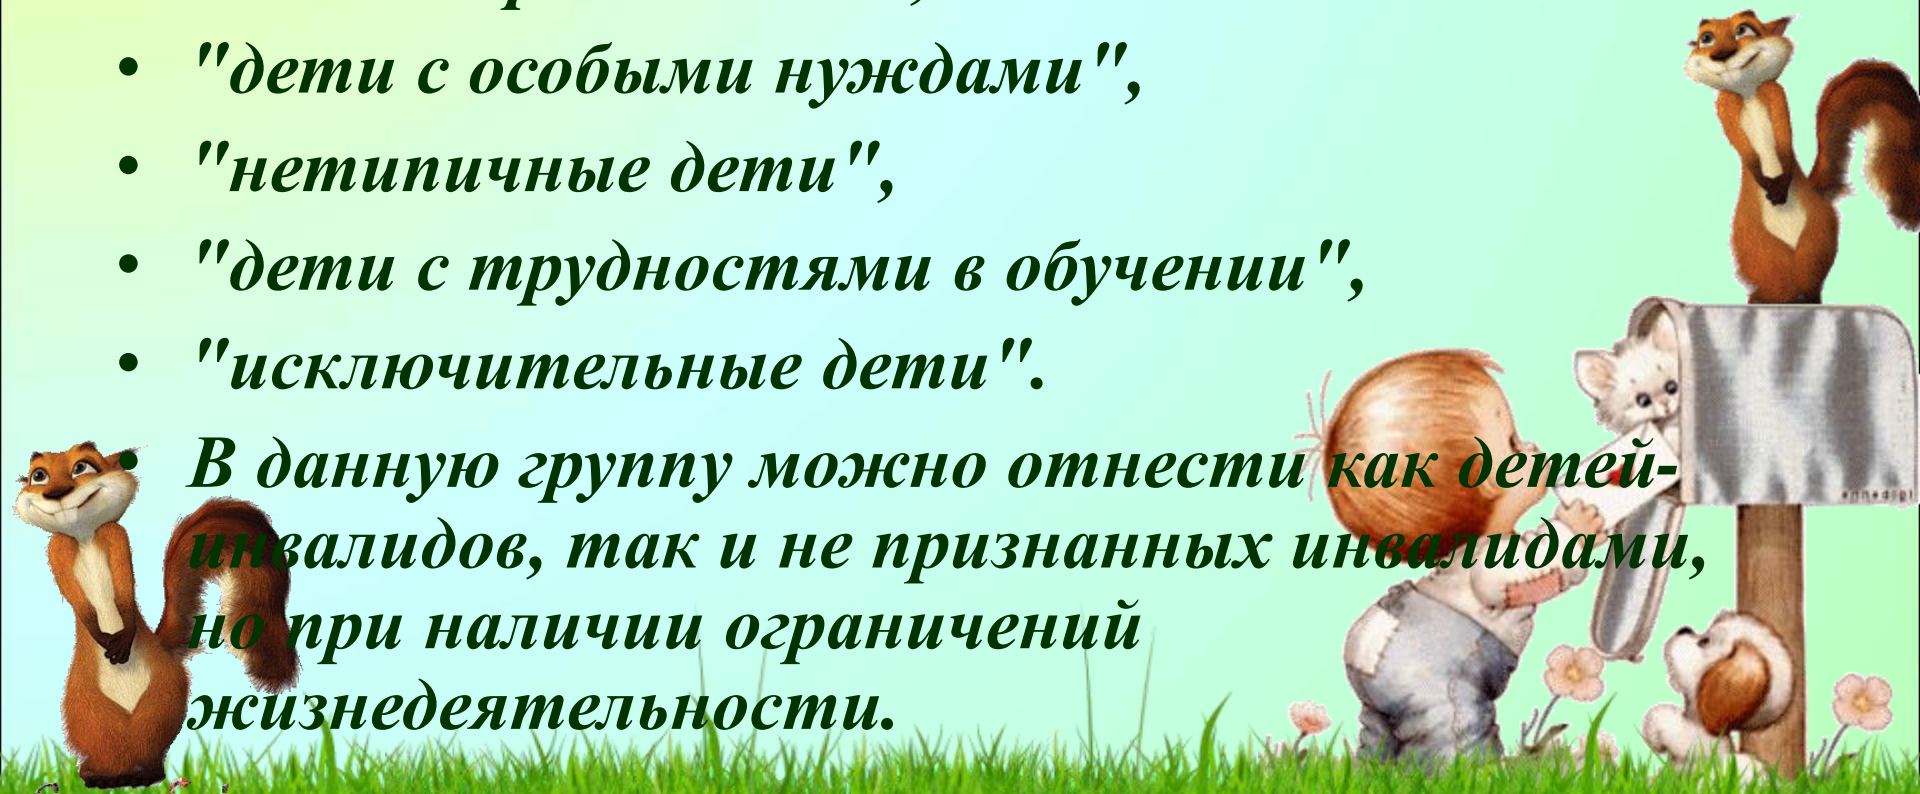 • "дети с особыми нуждами",
• "нетипичные дети",
• "дети с трудностями в обучении",
• "исключительные дети".
• В данную группу можно отнести как детей-
инвалидов, так и не признанных инвалидами,
но при наличии ограничений
жизнедеятельности.